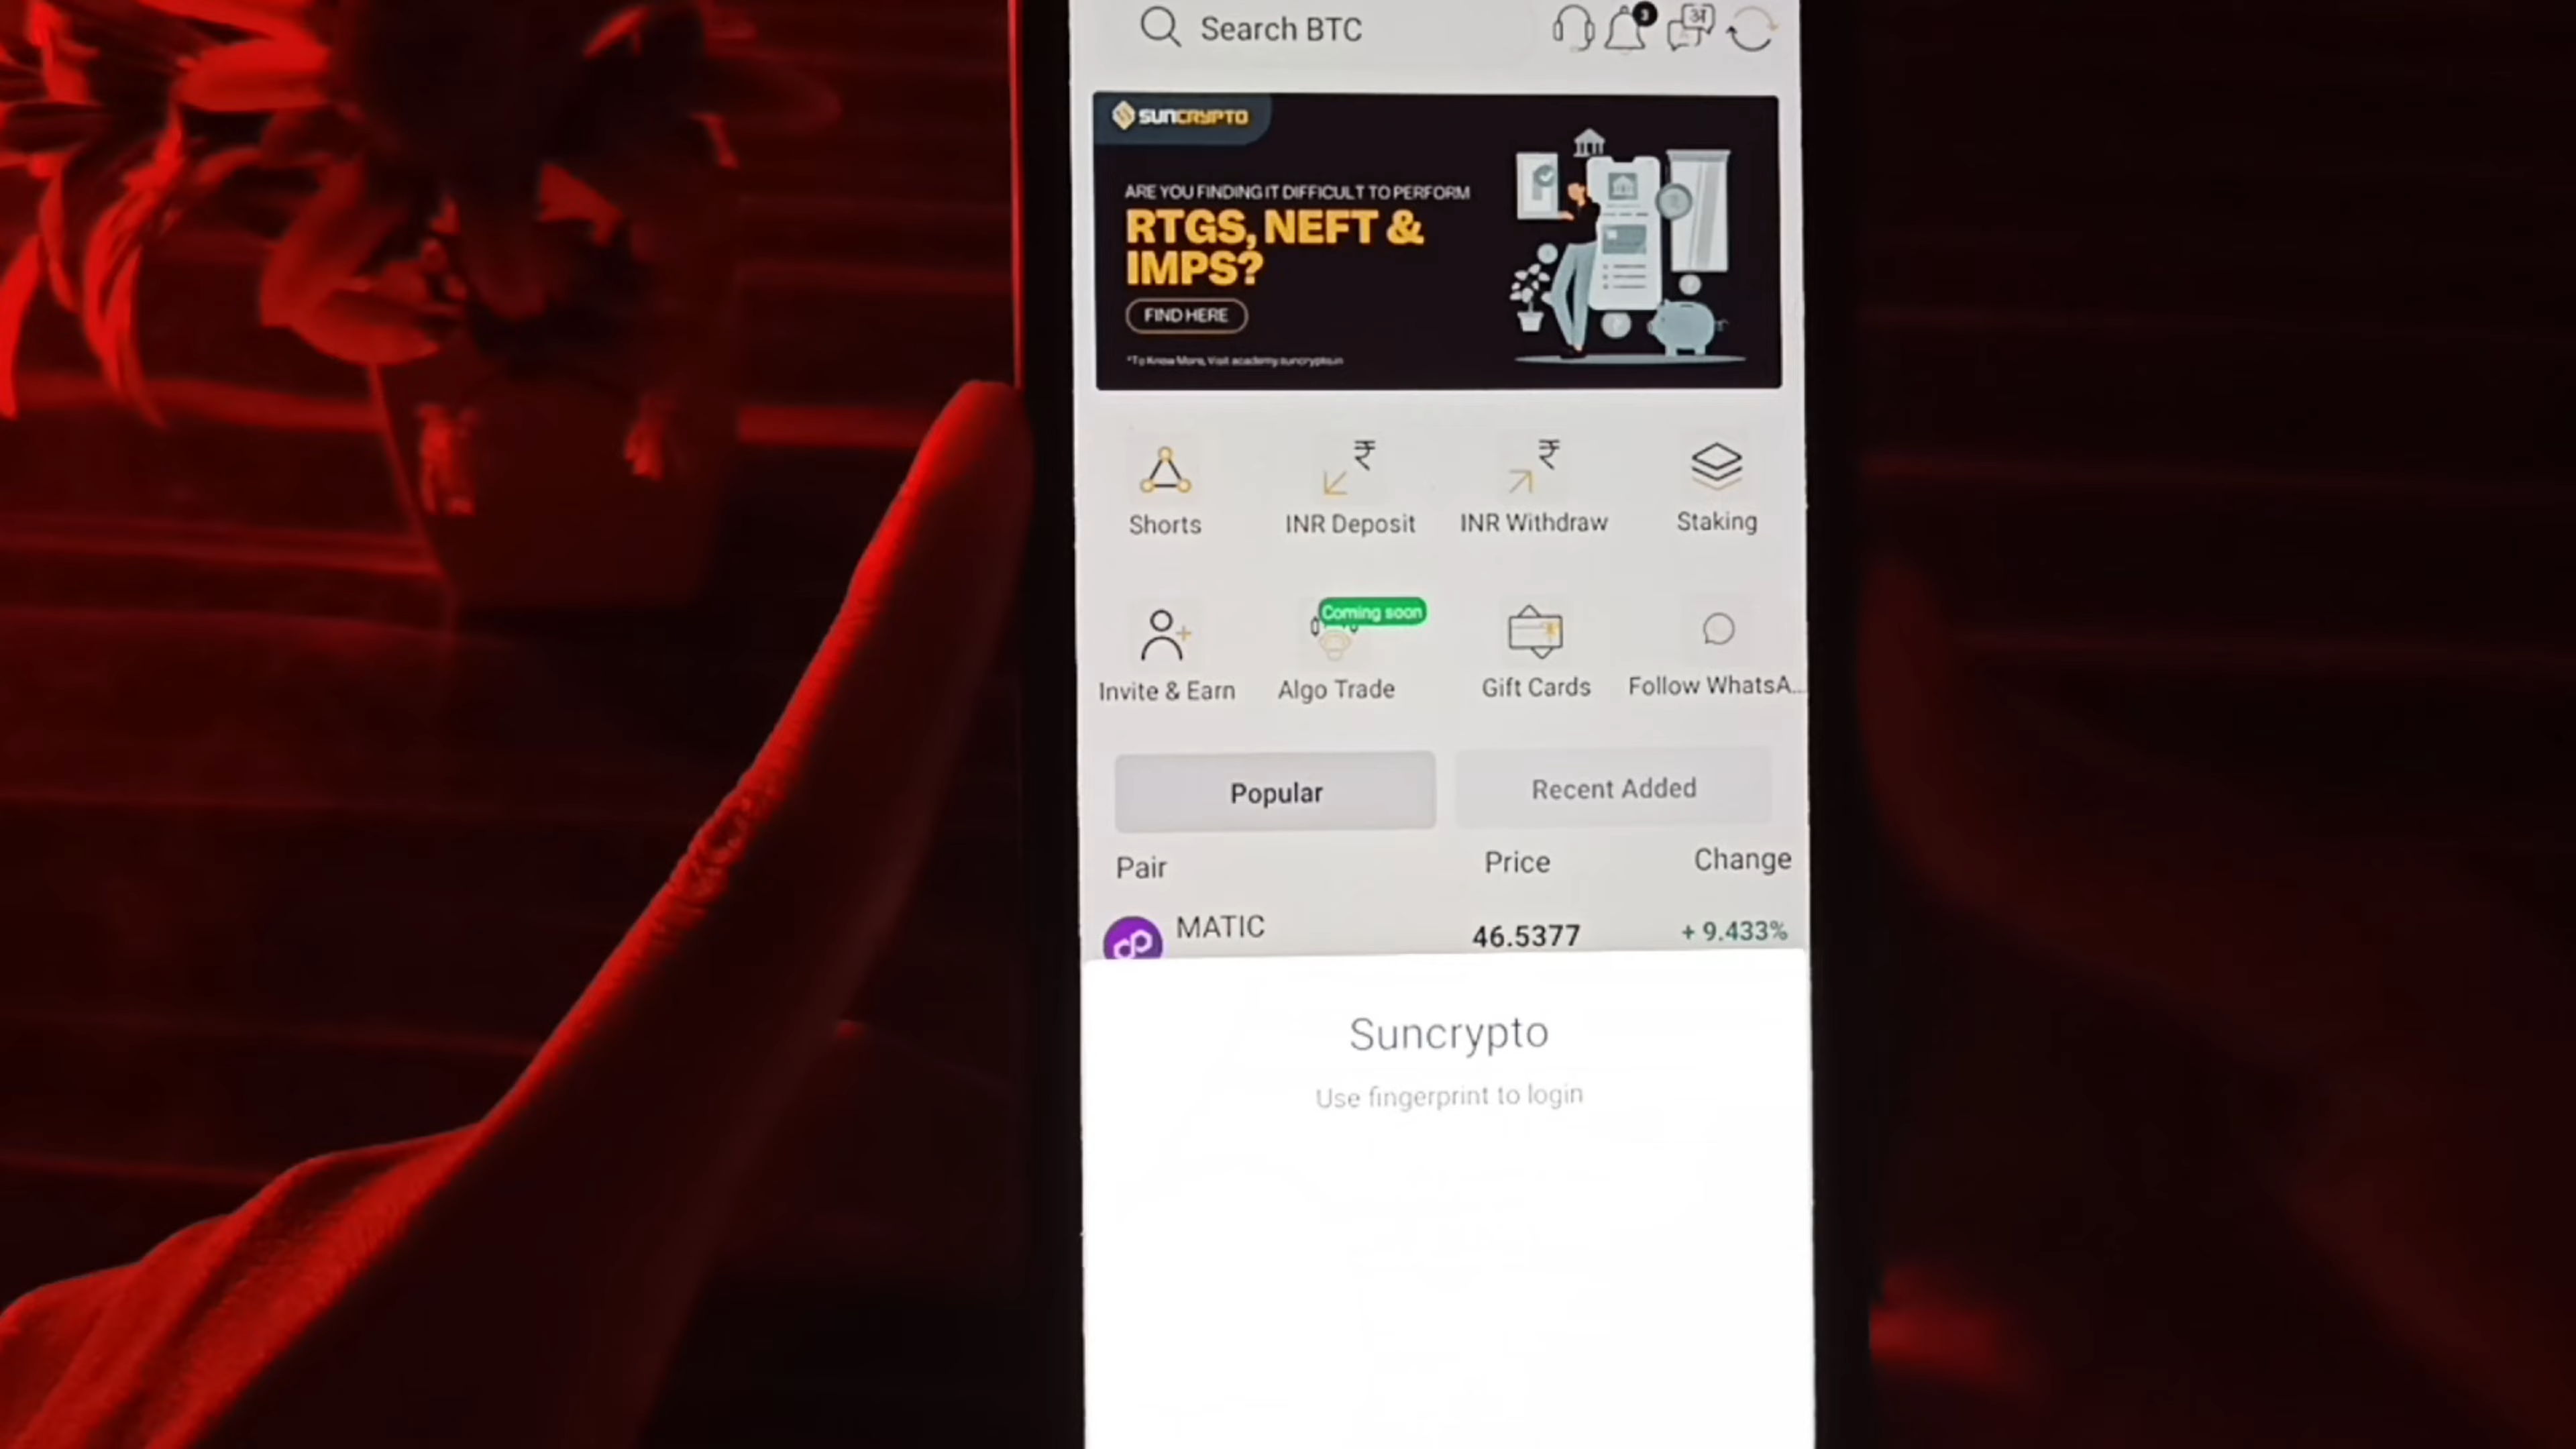 Search BTC
3
अ
SUNCRYPTO
ARE YOU FINDING IT DIFFICULT TO PERFORM
RTGS, NEFT &
IMPS?
FIND HERE
*To Know More, Visit academy.suncrypto.in
₹
₹
Shorts
INR Deposit
INR Withdraw
Staking
Coming soon
Invite & Earn
Algo Trade
Gift Cards
Follow WhatsA...
Popular
Recent Added
Pair
Price
Change
MATIC
46.5377
+ 9.433%
Suncrypto
Use fingerprint to login